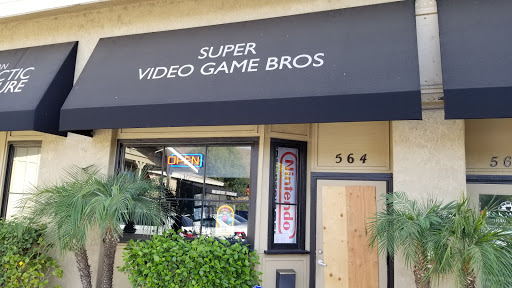 SUPER
VIDEO GAME BROS
CTIC
URE
OPEN
Nintendo
564
56